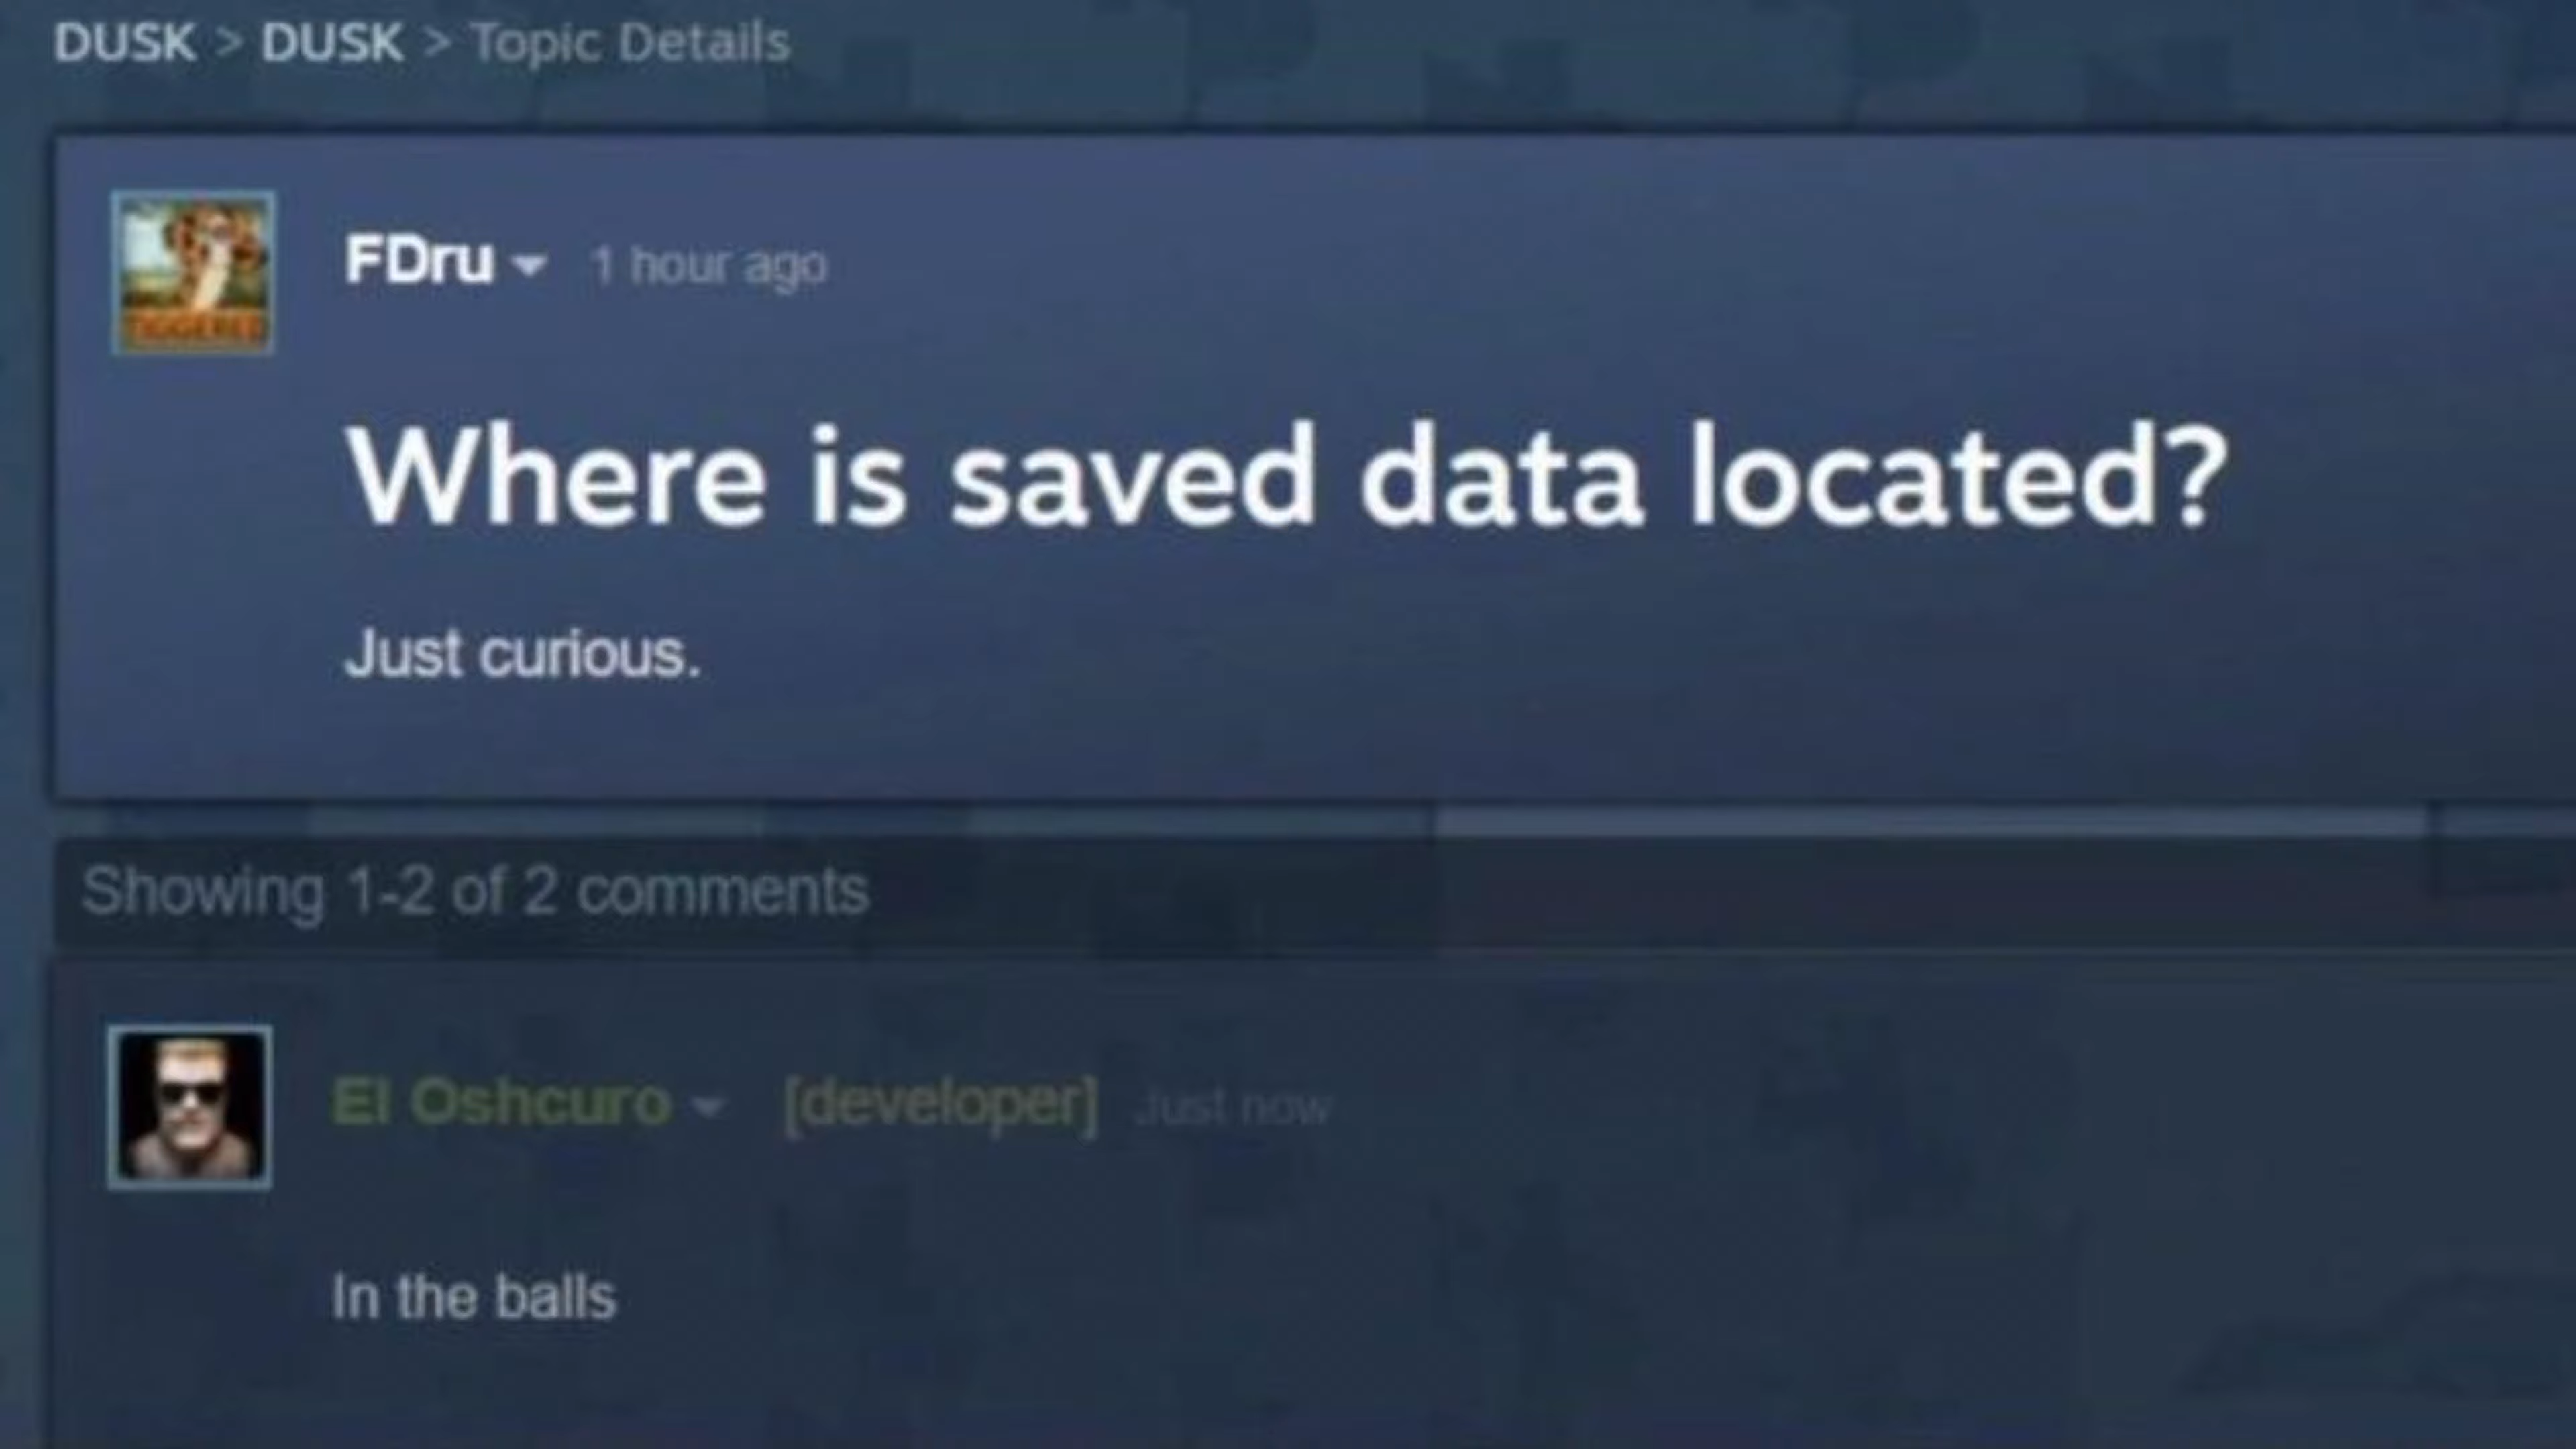 DUSK > DUSK > Topic Details
FDru 1 hour ago
Where is saved data located?
Just curious.
Showing 1-2 of 2 comments
El Oshcuro [developer] Just now
In the balls